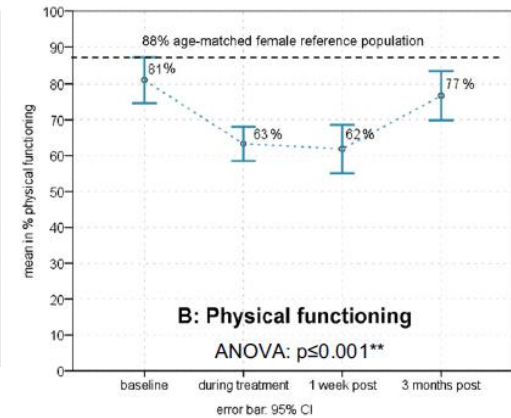 88% age-matched female reference population
100
90
80
70
60
50
40
30
20
10
0
mean in % physical functioning
81%
63%
62%
77%
B: Physical functioning
ANOVA: p≤0.001**
baseline
during treatment
1 week post
3 months post
error bar: 95% CI